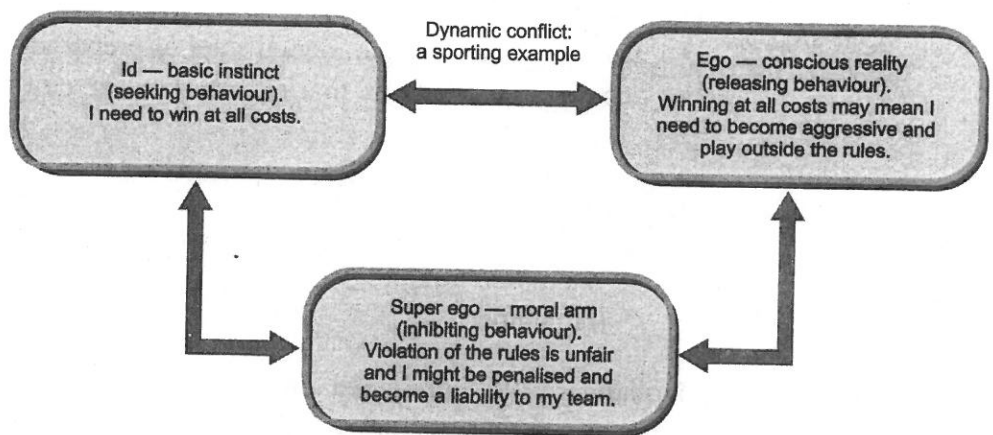 Dynamic conflict:
a sporting example
Id — basic instinct
(seeking behaviour).
I need to win at all costs.
Ego — conscious reality
(releasing behaviour).
Winning at all costs may mean I
need to become aggressive and
play outside the rules.
Super ego — moral arm
(inhibiting behaviour).
Violation of the rules is unfair
and I might be penalised and
become a liability to my team.